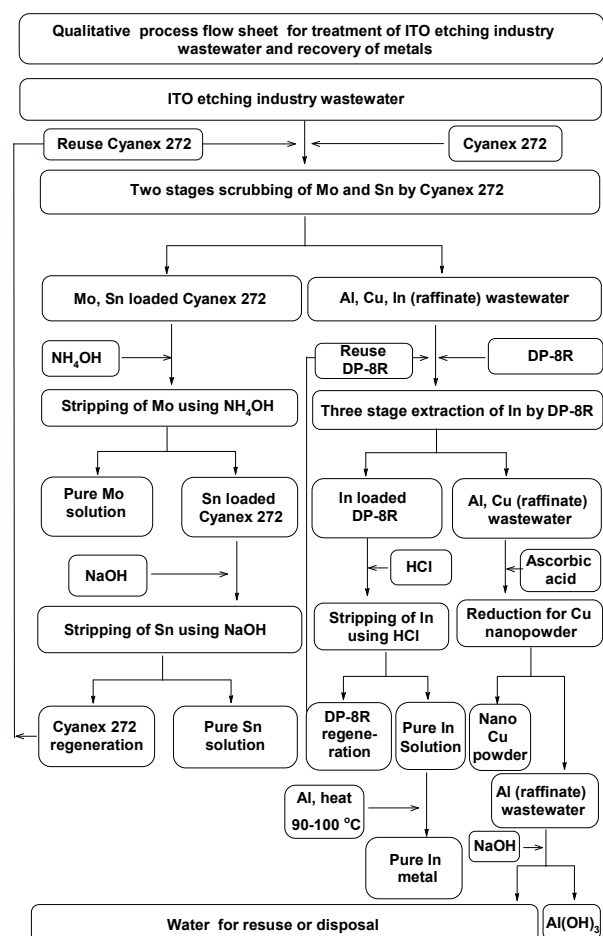 Qualitative process flow sheet for treatment of ITO etching industry
wastewater and recovery of metals
ITO etching industry wastewater
Reuse Cyanex 272
Cyanex 272
Two stages scrubbing of Mo and Sn by Cyanex 272
Mo, Sn loaded Cyanex 272
Al, Cu, In (raffinate) wastewater
NH₄OH
Reuse
DP-8R
DP-8R
Stripping of Mo using NH₄OH
Three stage extraction of In by DP-8R
Pure Mo
solution
Sn loaded
Cyanex 272
In loaded
DP-8R
Al, Cu (raffinate)
wastewater
NaOH
HCl
Ascorbic
acid
Stripping of Sn using NaOH
Stripping of In
using HCl
Reduction for Cu
nanopowder
Cyanex 272
regeneration
Pure Sn
solution
DP-8R
regene-
ration
Pure In
Solution
Nano
Cu
powder
Al, heat
90-100 °C
Al (raffinate)
wastewater
NaOH
Pure In
metal
Water for resuse or disposal
Al(OH)₃